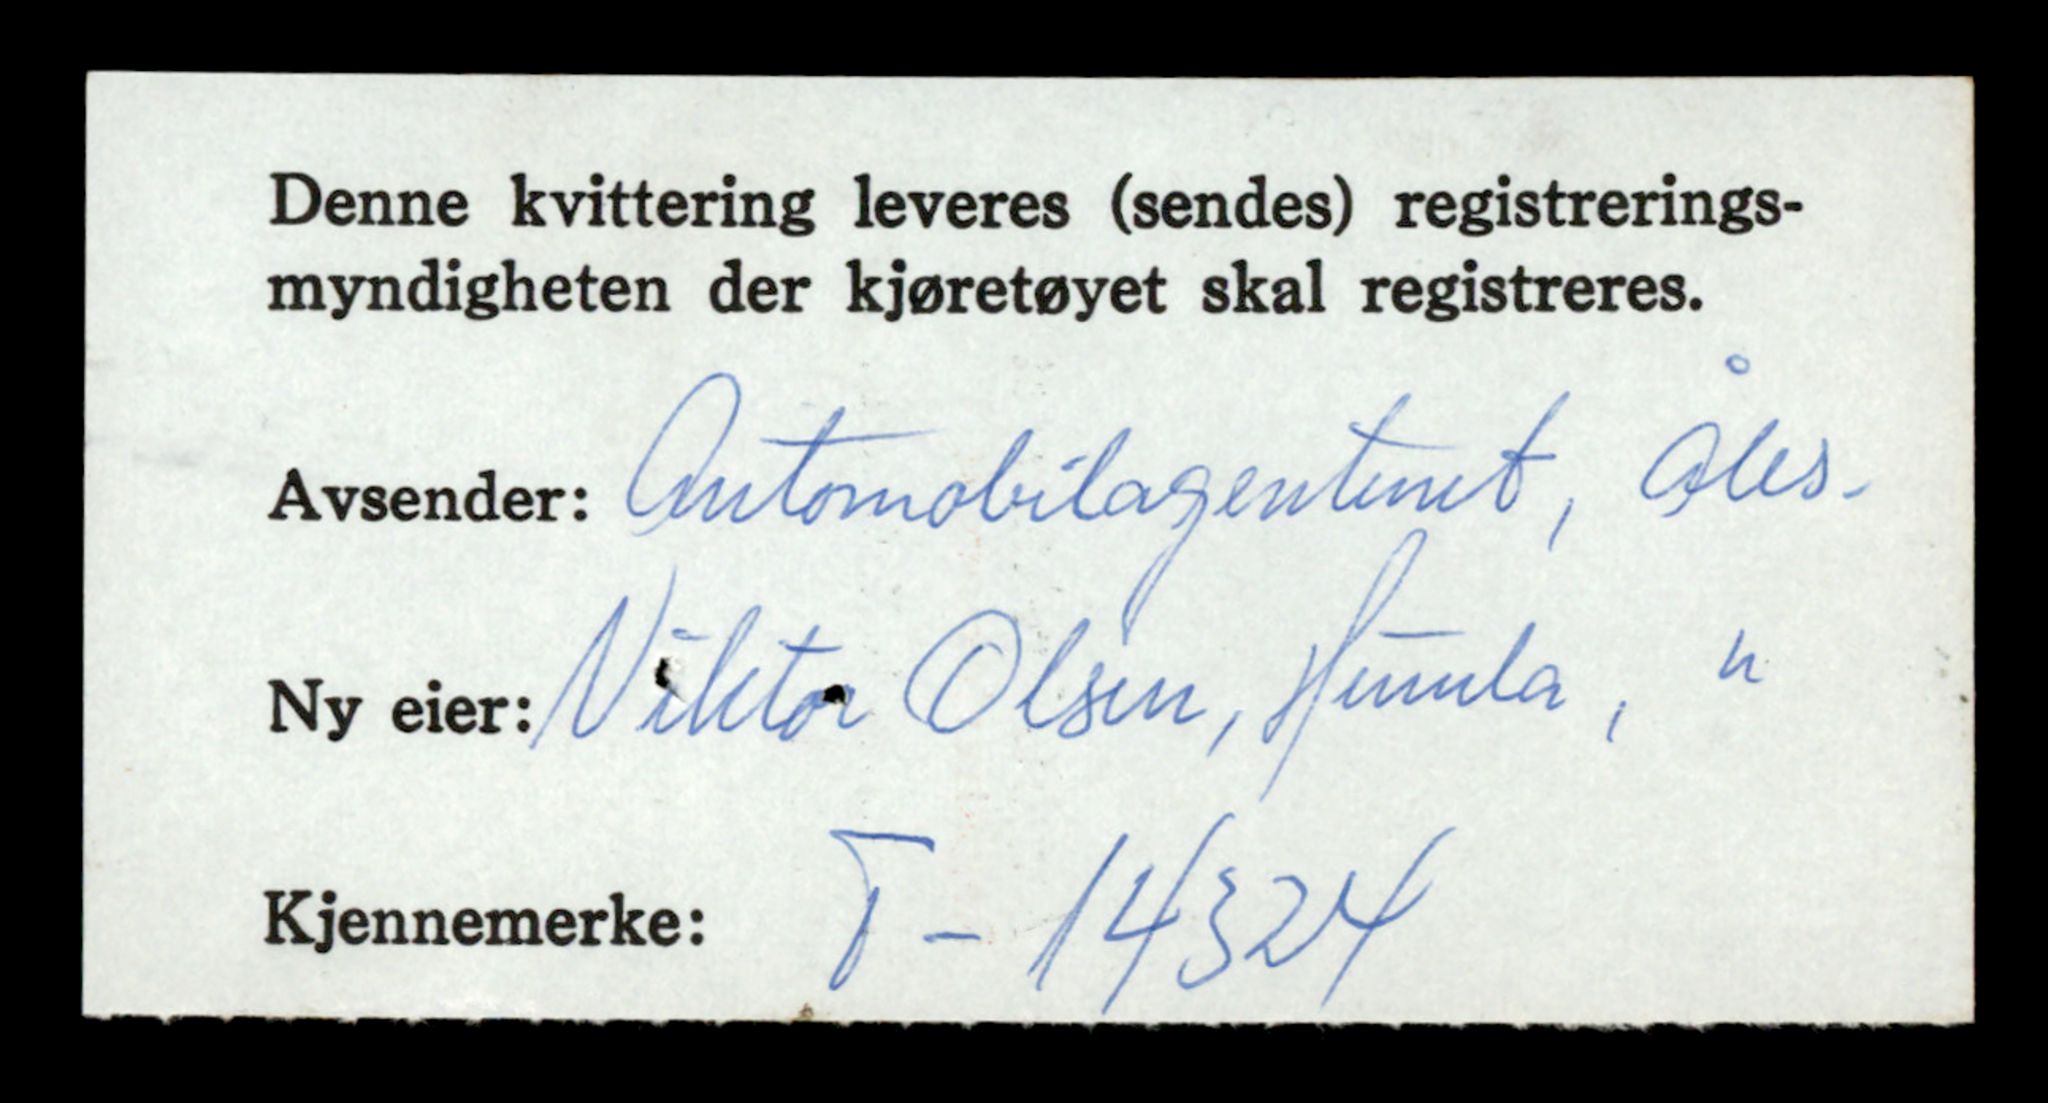 Denne kvittering leveres (sendes) registrerings-
myndigheten der kjøretøyet skal registreres.
Avsender: Automobilagenturet, Åles-
Ny eier: Viktor Olsen, Humla, "
Kjennemerke: T - 14324